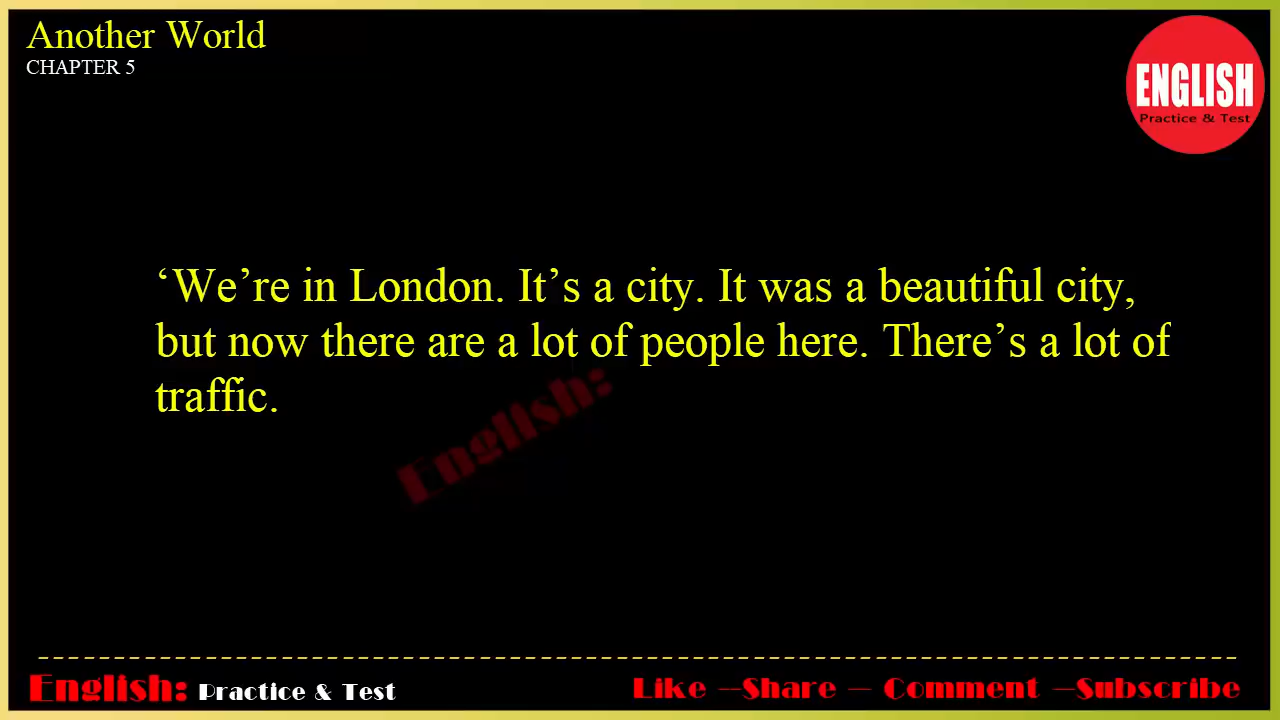 Another World
CHAPTER 5
ENGLISH
Practice & Test
‘We’re in London. It’s a city. It was a beautiful city,
but now there are a lot of people here. There’s a lot of
traffic.
English:
English: Practice & Test
Like —Share — Comment —Subscribe